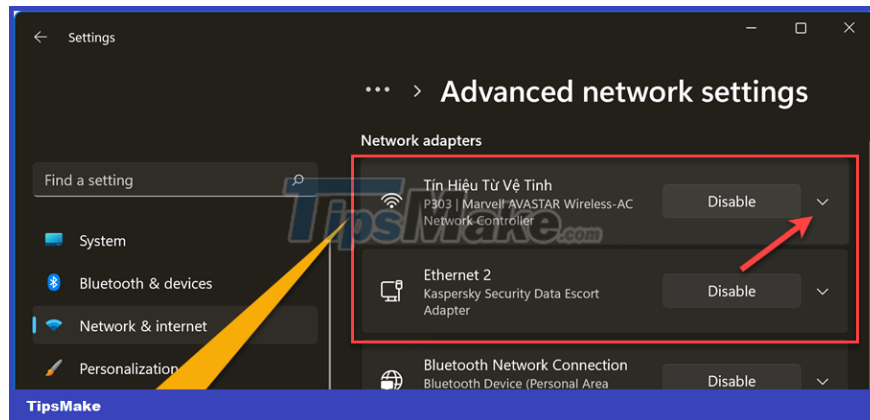 Settings
Advanced network settings
Network adapters
Find a setting
Tín Hiệu Từ Vệ Tinh
P303 | Marvell AVASTAR Wireless-AC
Network Controller
Disable
TipsMake.com
System
Ethernet 2
Kaspersky Security Data Escort
Adapter
Disable
Bluetooth & devices
Network & internet
Personalization
Bluetooth Network Connection
Bluetooth Device (Personal Area
Disable
TipsMake